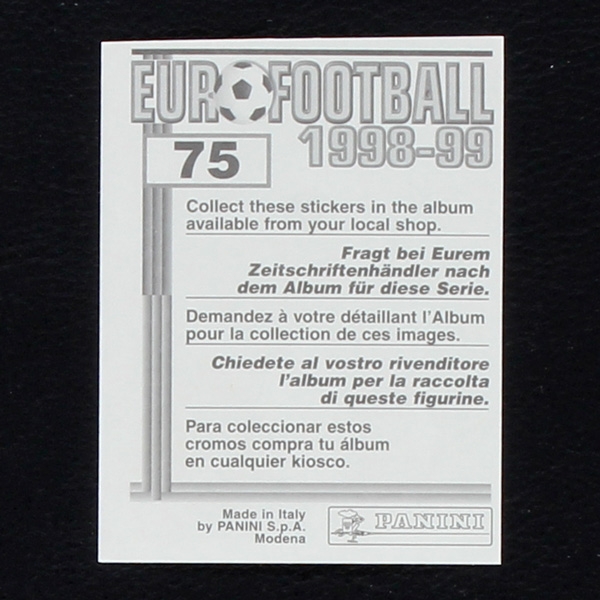 EUROFOOTBALL
1998-99
75
Collect these stickers in the album
available from your local shop.
Fragt bei Eurem
Zeitschriftenhändler nach
dem Album für diese Serie.
Demandez à votre détaillant l'Album
pour la collection de ces images.
Chiedete al vostro rivenditore
l'album per la raccolta
di queste figurine.
Para coleccionar estos
cromos compra tu álbum
en cualquier kiosco.
Made in Italy
by PANINI S.p.A.
Modena
PANINI